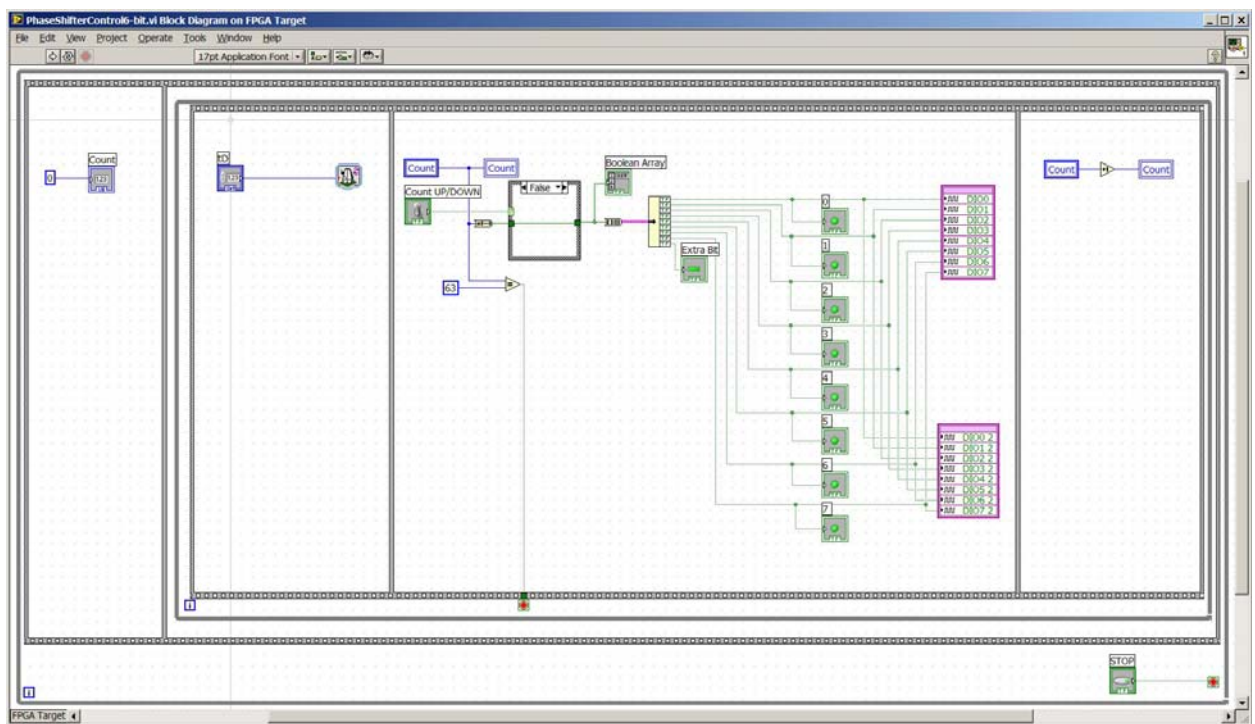 PhaseShifterControl6-bit.vi Block Diagram on FPGA Target
File Edit View Project Operate Tools Window Help
17pt Application Font
Count
0
tD
Count
Count
Count UP/DOWN
False
Boolean Array
63
Extra Bit
0
1
2
3
4
5
6
7
DIO0
DIO1
DIO2
DIO3
DIO4
DIO5
DIO6
DIO7
DIO0 2
DIO1 2
DIO2 2
DIO3 2
DIO4 2
DIO5 2
DIO6 2
DIO7 2
Count
Count
i
STOP
i
FPGA Target